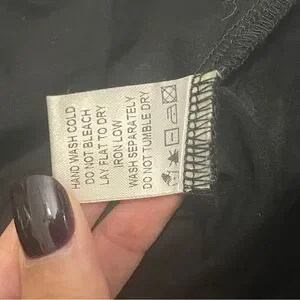 HAND WASH COLD
DO NOT BLEACH
LAY FLAT TO DRY
IRON LOW
WASH SEPARATELY
DO NOT TUMBLE DRY